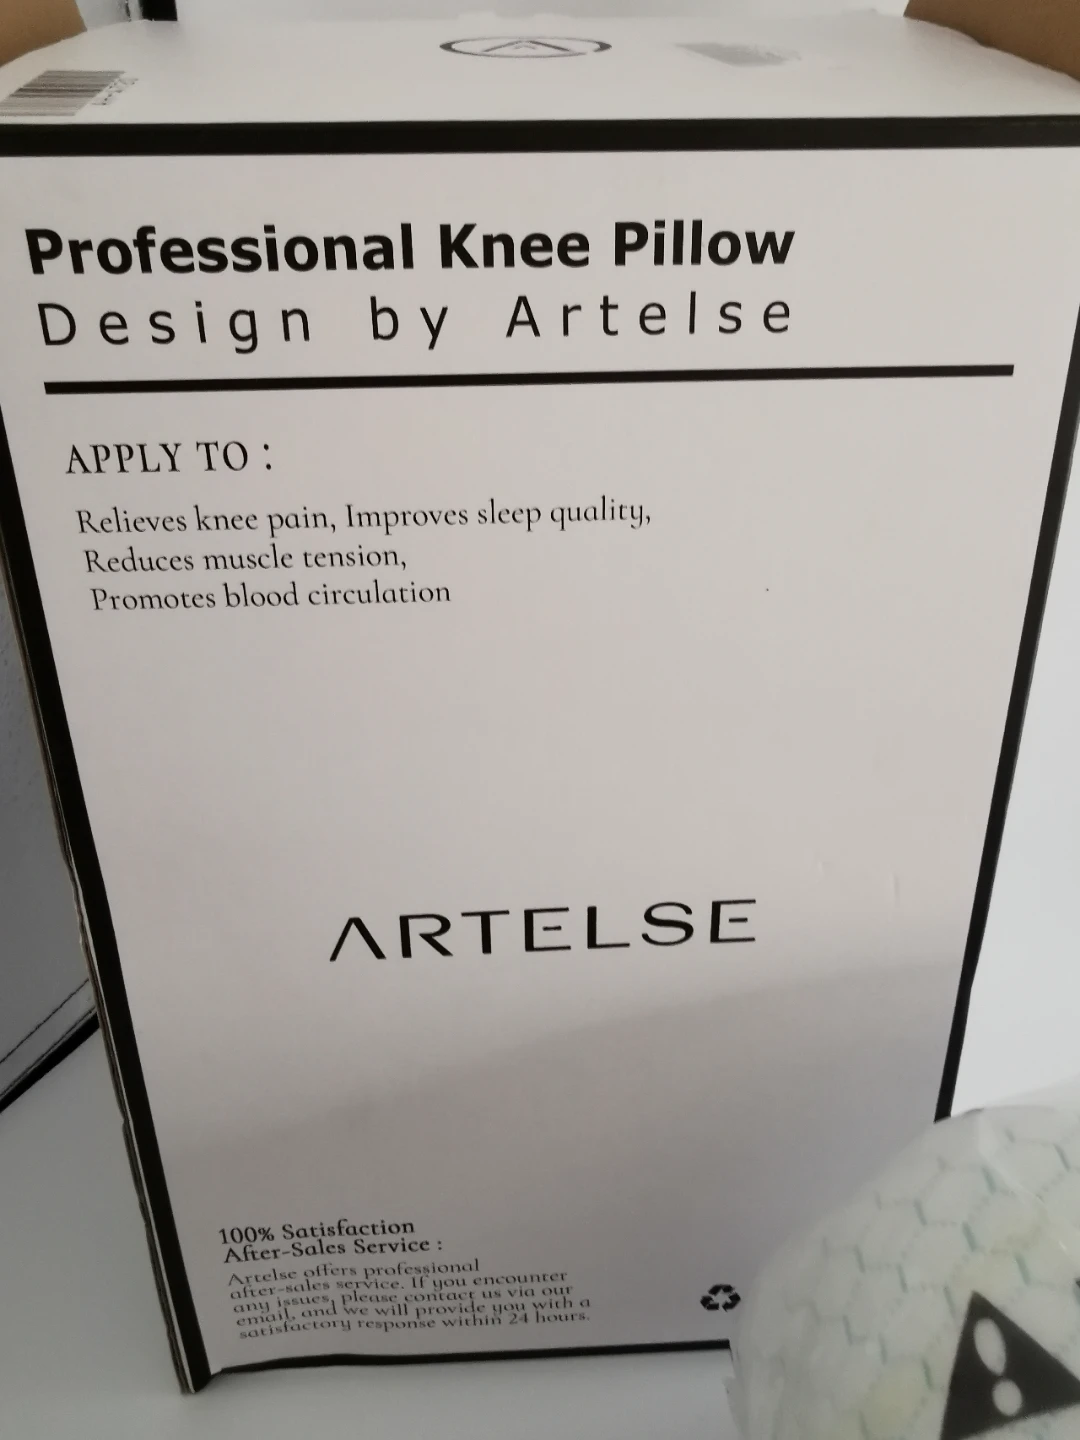 Professional Knee Pillow
Design by Artelse
APPLY TO :
Relieves knee pain, Improves sleep quality,
Reduces muscle tension,
Promotes blood circulation
ARTELSE
100% Satisfaction
After-Sales Service :
Artelse offers professional
after-sales service. If you encounter
any issues, please contact us via our
email, and we will provide you with a
satisfactory response within 24 hours.